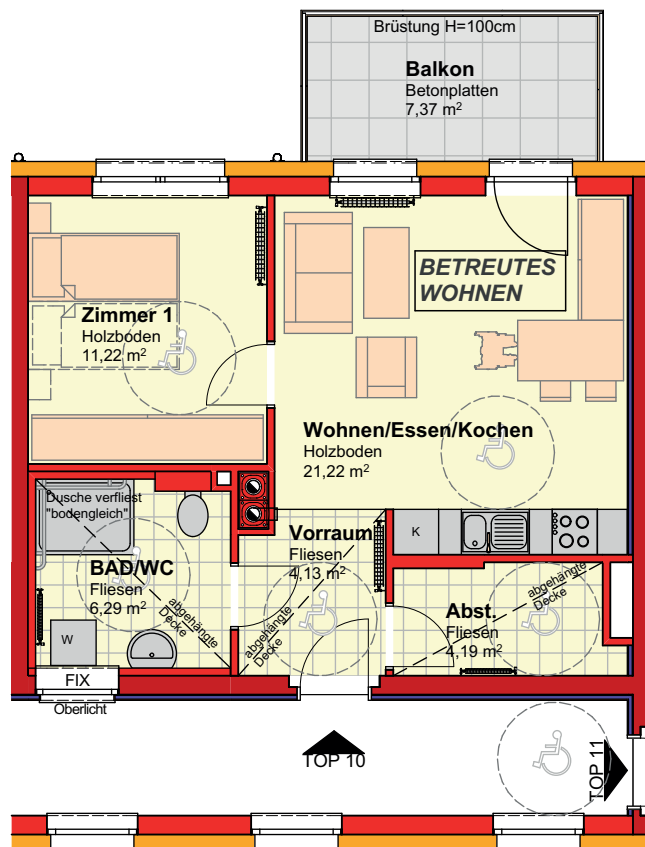 Brüstung H=100cm
Balkon
Betonplatten
7,37 m²
BETREUTES
WOHNEN
Zimmer 1
Holzboden
11,22 m²
Wohnen/Essen/Kochen
Holzboden
21,22 m²
Dusche verfliest
"bodengleich"
BAD/WC
Fliesen
6,29 m²
abgehängte
Decke
W
FIX
Oberlicht
Vorraum
Fliesen
4,13 m²
abgehängte
Decke
K
Abst.
Fliesen
4,19 m²
abgehängte
Decke
TOP 10
TOP 11